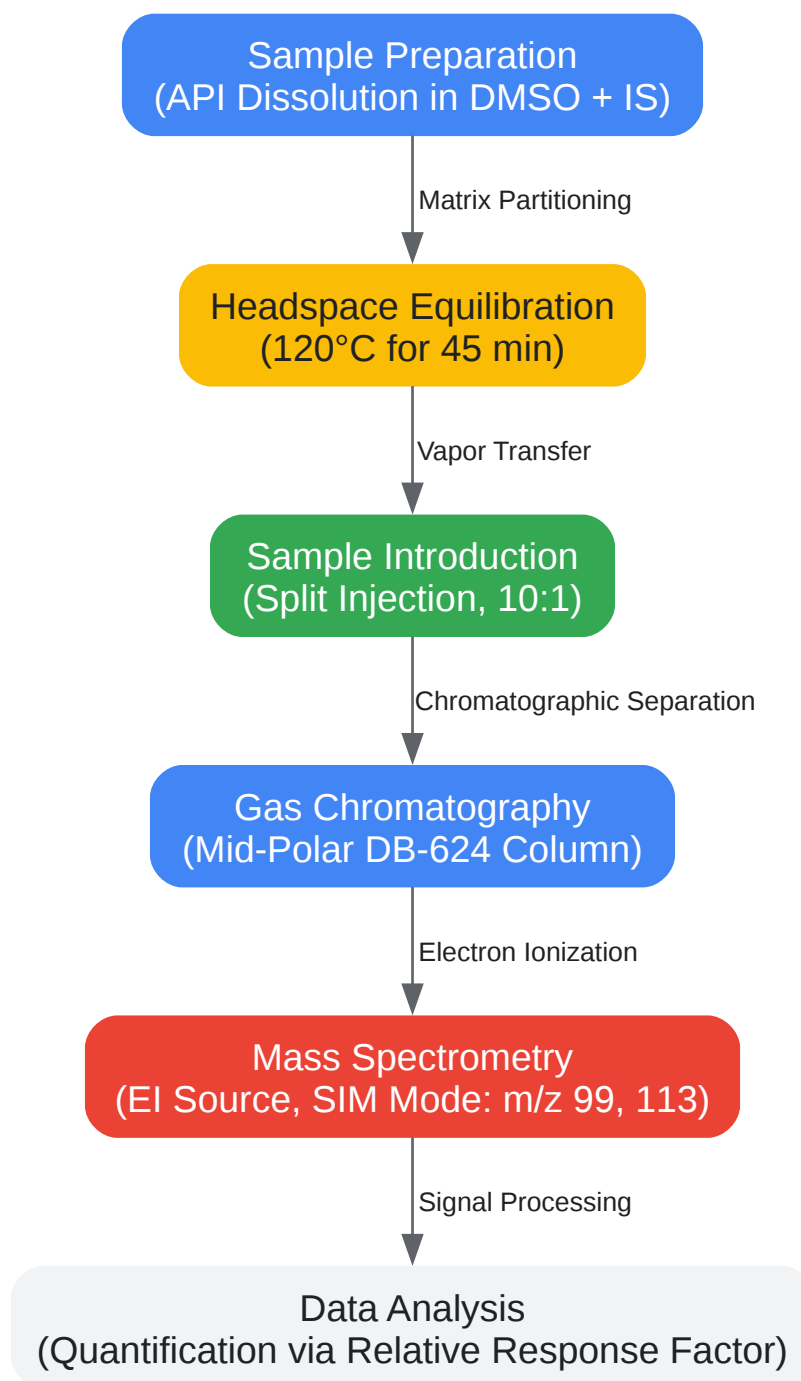 Sample Preparation
(API Dissolution in DMSO + IS)
Matrix Partitioning
Headspace Equilibration
(120°C for 45 min)
Vapor Transfer
Sample Introduction
(Split Injection, 10:1)
Chromatographic Separation
Gas Chromatography
(Mid-Polar DB-624 Column)
Electron Ionization
Mass Spectrometry
(EI Source, SIM Mode: m/z 99, 113)
Signal Processing
Data Analysis
(Quantification via Relative Response Factor)